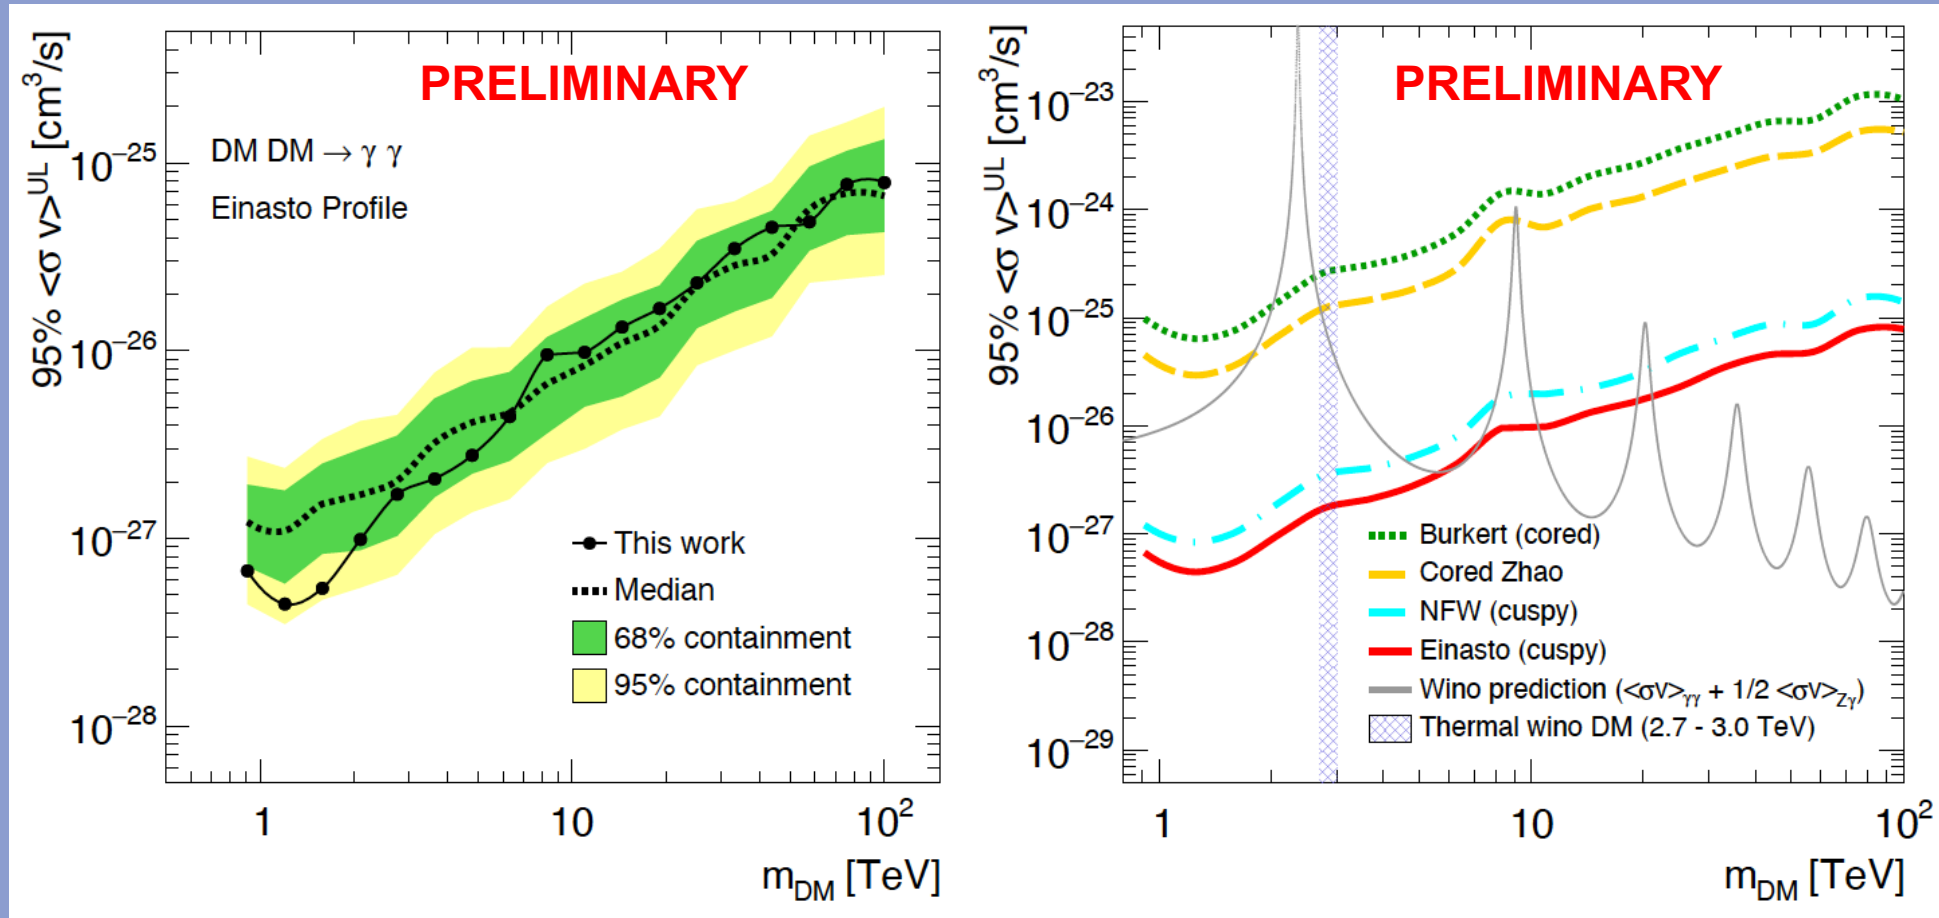 PRELIMINARY
95% <σ v>^UL [cm³/s]
DM DM → γ γ
Einasto Profile
10⁻²⁵
10⁻²⁶
10⁻²⁷
10⁻²⁸
This work
Median
68% containment
95% containment
1
10
10²
m_DM [TeV]
PRELIMINARY
95% <σ v>^UL [cm³/s]
10⁻²³
10⁻²⁴
10⁻²⁵
10⁻²⁶
10⁻²⁷
10⁻²⁸
10⁻²⁹
Burkert (cored)
Cored Zhao
NFW (cuspy)
Einasto (cuspy)
Wino prediction (<σv>_γγ + 1/2 <σv>_Zγ)
Thermal wino DM (2.7 - 3.0 TeV)
1
10
10²
m_DM [TeV]